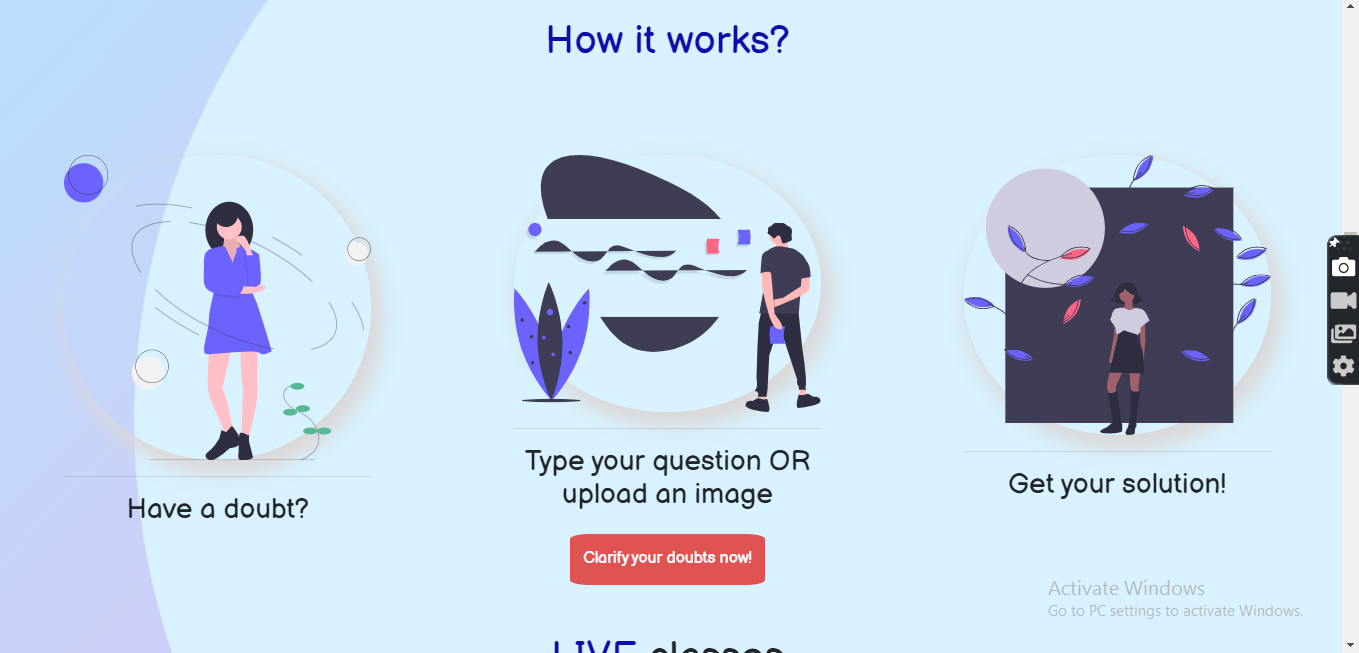 How it works?
Have a doubt?
Type your question OR
upload an image
Get your solution!
Clarify your doubts now!
Activate Windows
Go to PC settings to activate Windows.
LIVE classes